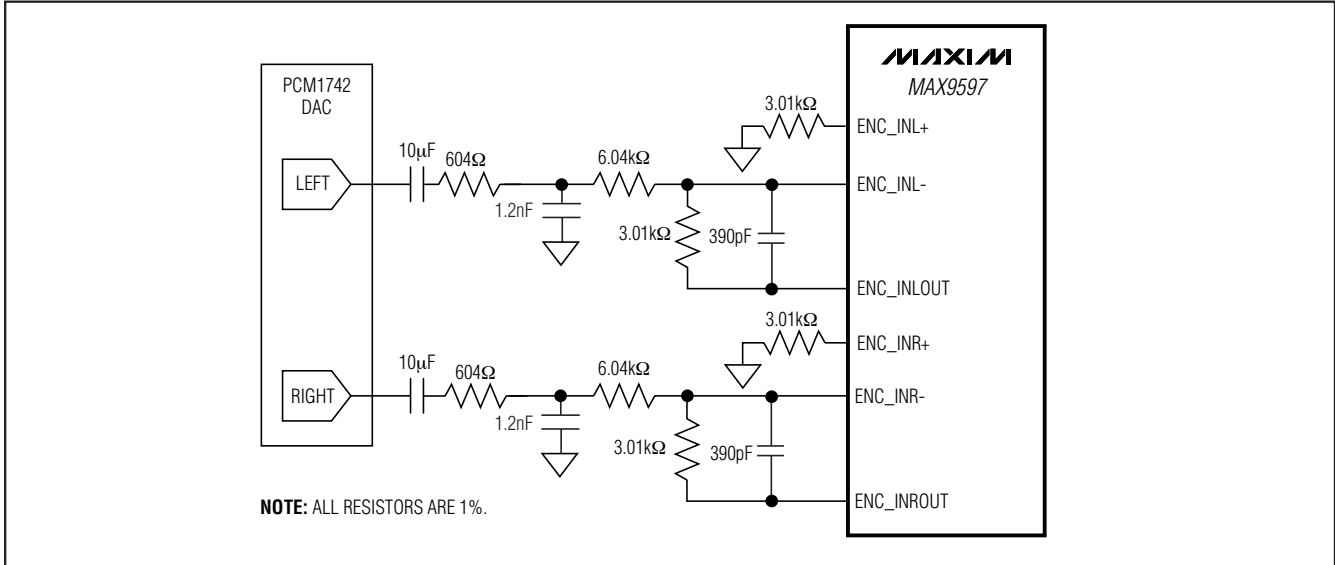 MAXIM
MAX9597
PCM1742
DAC
3.01kΩ
ENC_INL+
10µF
604Ω
6.04kΩ
LEFT
ENC_INL-
1.2nF
3.01kΩ
390pF
ENC_INLOUT
3.01kΩ
ENC_INR+
10µF
604Ω
6.04kΩ
RIGHT
ENC_INR-
1.2nF
3.01kΩ
390pF
ENC_INROUT
NOTE: ALL RESISTORS ARE 1%.